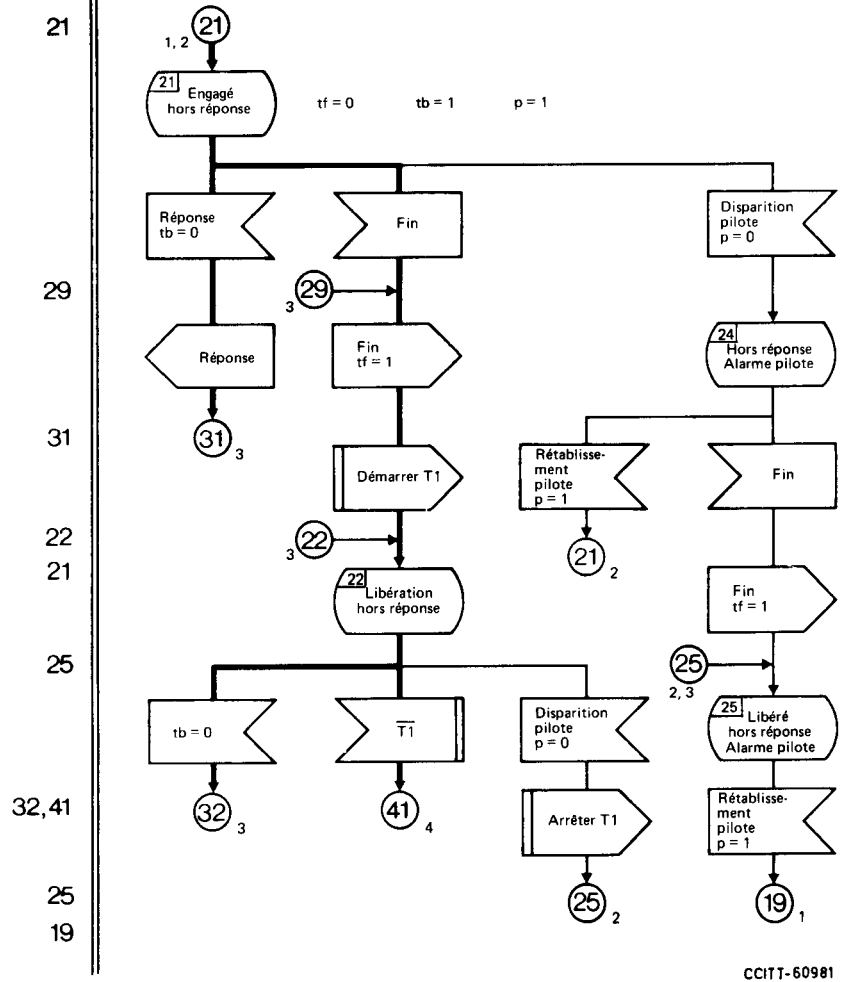 21
21
1, 2
21
Engagé
hors réponse
tf = 0
tb = 1
p = 1
Réponse
tb = 0
Fin
Disparition
pilote
p = 0
29
29
3
Réponse
Fin
tf = 1
24
Hors réponse
Alarme pilote
31
31
3
Démarrer T1
Rétablisse-
ment
pilote
p = 1
Fin
22
22
3
21
2
21
22
Libération
hors réponse
Fin
tf = 1
25
25
2, 3
tb = 0
T1
Disparition
pilote
p = 0
25
Libéré
hors réponse
Alarme pilote
32,41
32
3
41
4
Arrêter T1
Rétablisse-
ment
pilote
p = 1
25
25
2
19
1
19
CCITT-60981